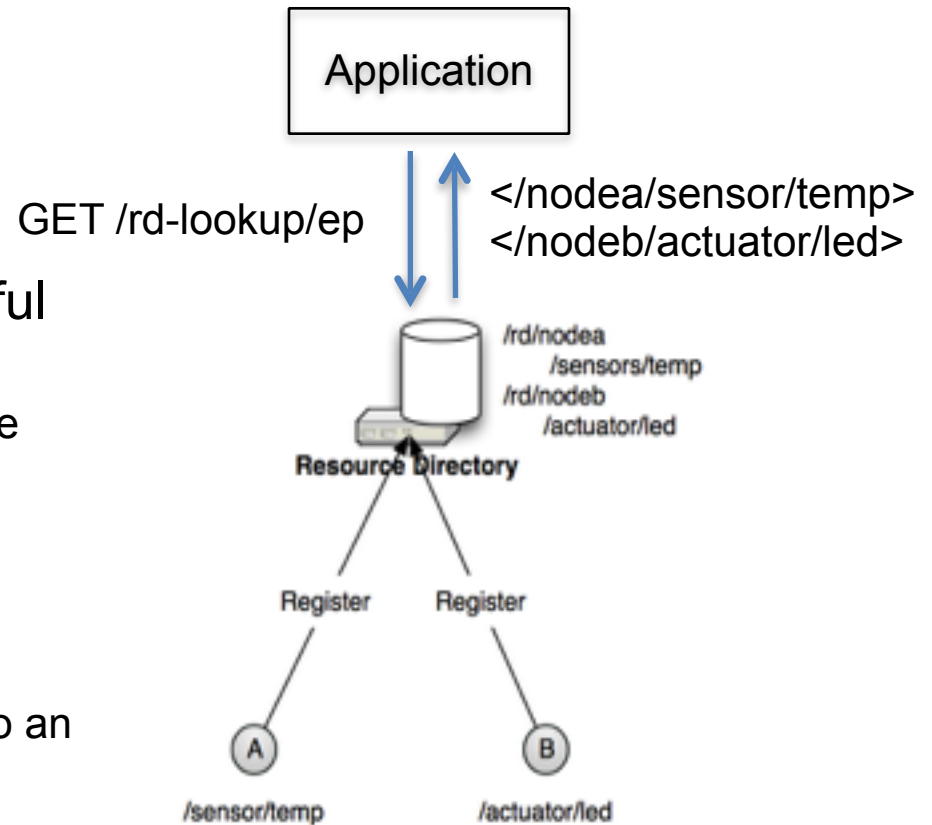 Application
GET /rd-lookup/ep
</nodea/sensor/temp>
</nodeb/actuator/led>
ful
/rd/nodea
/sensors/temp
/rd/nodeb
/actuator/led
e
Resource Directory
Register Register
o an
A B
/sensor/temp /actuator/led